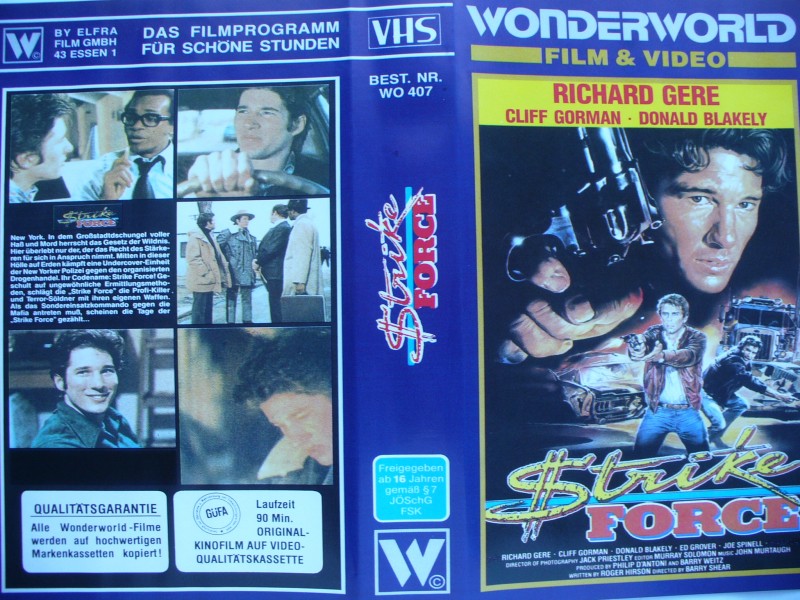 W
BY ELFRA
FILM GMBH
43 ESSEN 1
DAS FILMPROGRAMM
FÜR SCHÖNE STUNDEN
$trike
FORCE
New York. In dem Großstadtdschungel voller
Haß und Mord herrscht das Gesetz der Wildnis.
Hier überlebt nur der, der das Recht des Stärke-
ren für sich in Anspruch nimmt. Mitten in dieser
Hölle auf Erden kämpft eine Undercover-Einheit
der New Yorker Polizei gegen den organisierten
Drogenhandel. Ihr Codename: Strike Force! Ge-
schult auf ungewöhnliche Ermittlungsmetho-
den, schlägt die „Strike Force" die Profi-Killer
und Terror-Söldner mit ihren eigenen Waffen.
Als das Sondereinsatzkommando gegen die
Mafia antreten muß, scheinen die Tage der
„Strike Force" gezählt...
QUALITÄTSGARANTIE
Alle Wonderworld-Filme
werden auf hochwertigen
Markenkassetten kopiert!
GÜFA
Laufzeit
90 Min.
ORIGINAL-
KINOFILM AUF VIDEO-
QUALITÄTSKASSETTE
VHS
BEST. NR.
WO 407
$trike
FORCE
Freigegeben
ab 16 Jahren
gemäß § 7
JÖSchG
FSK
W©
WONDERWORLD
FILM & VIDEO
RICHARD GERE
CLIFF GORMAN · DONALD BLAKELY
$trike
FORCE
RICHARD GERE · CLIFF GORMAN · DONALD BLAKELY · ED GROVER · JOE SPINELL ·
DIRECTOR OF PHOTOGRAPHY JACK PRIESTLEY EDITOR MURRAY SOLOMON MUSIC JOHN MURTAUGH
PRODUCED BY PHILIP D'ANTONI AND BARRY WEITZ
WRITTEN BY ROGER HIRSON DIRECTED BY BARRY SHEAR